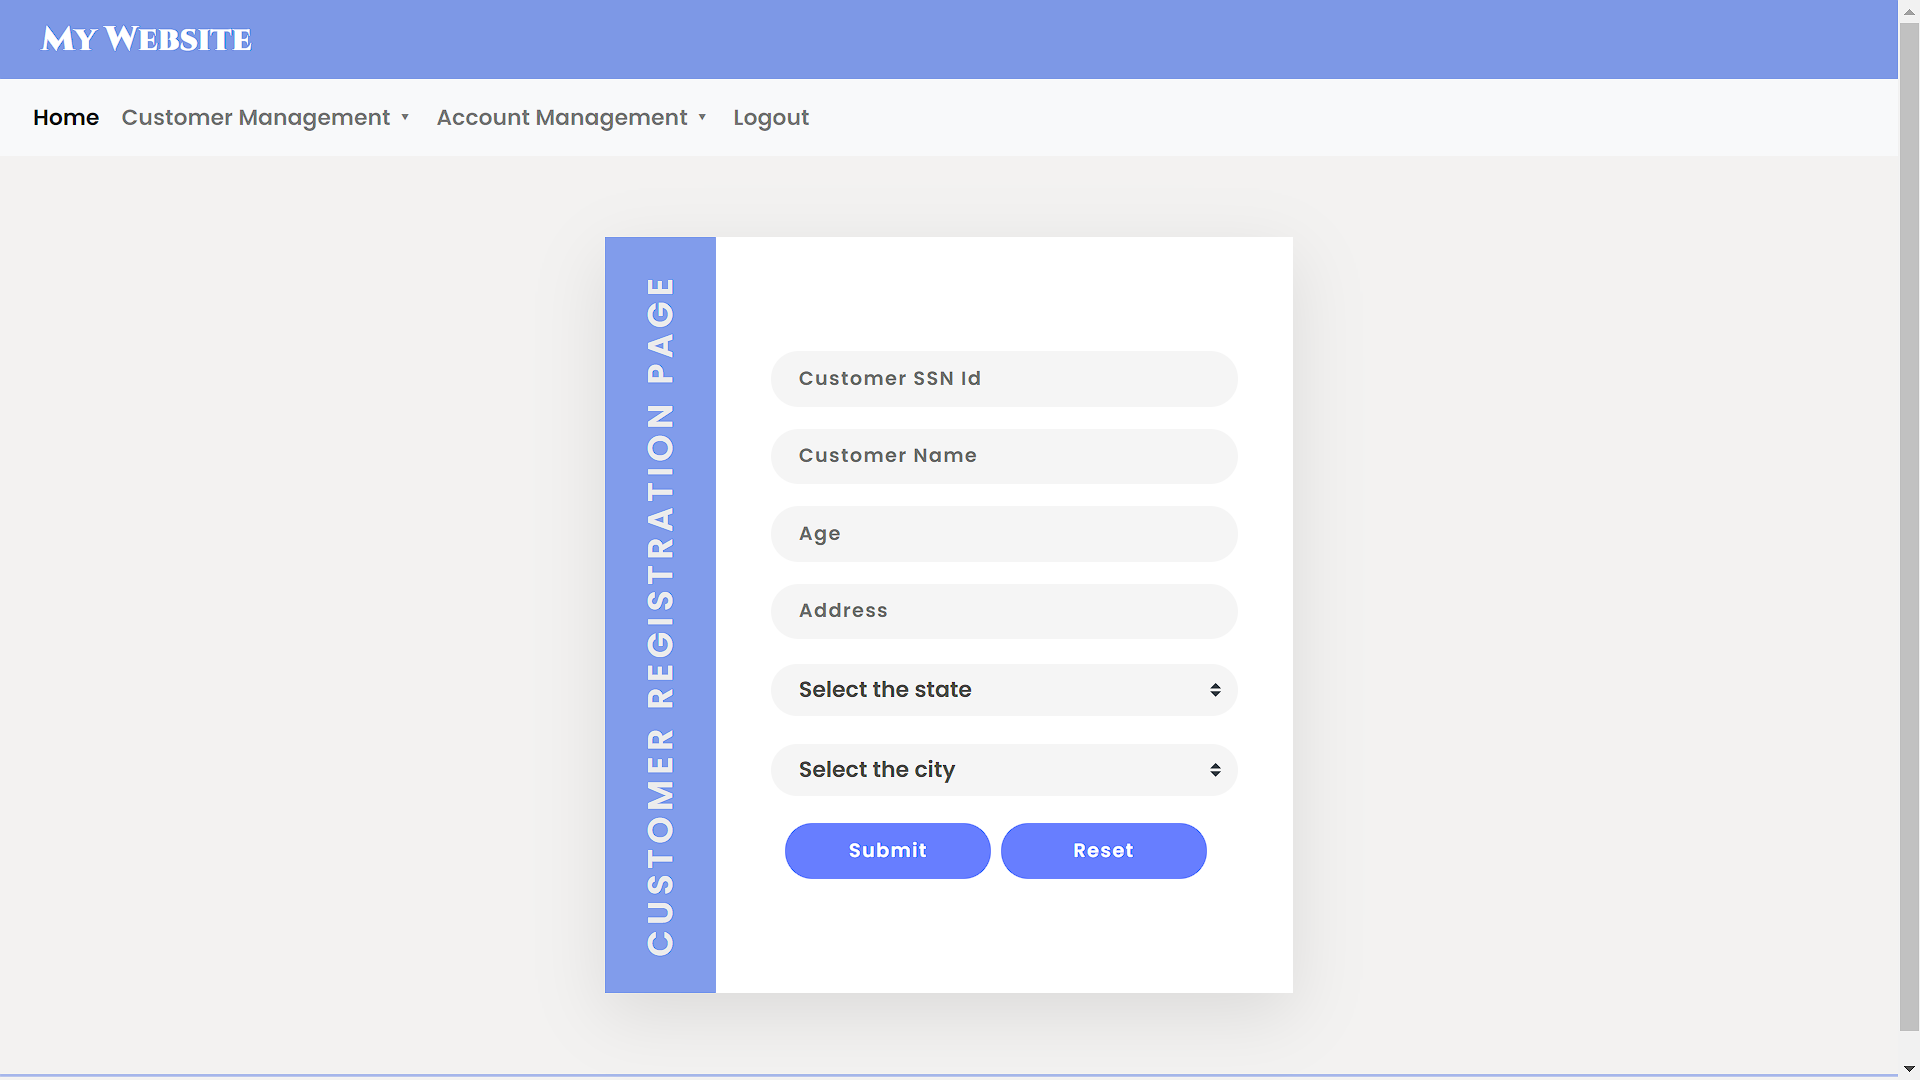 My Website
Home Customer Management Account Management Logout
CUSTOMER REGISTRATION PAGE
Customer SSN Id
Customer Name
Age
Address
Select the state
Select the city
Submit Reset